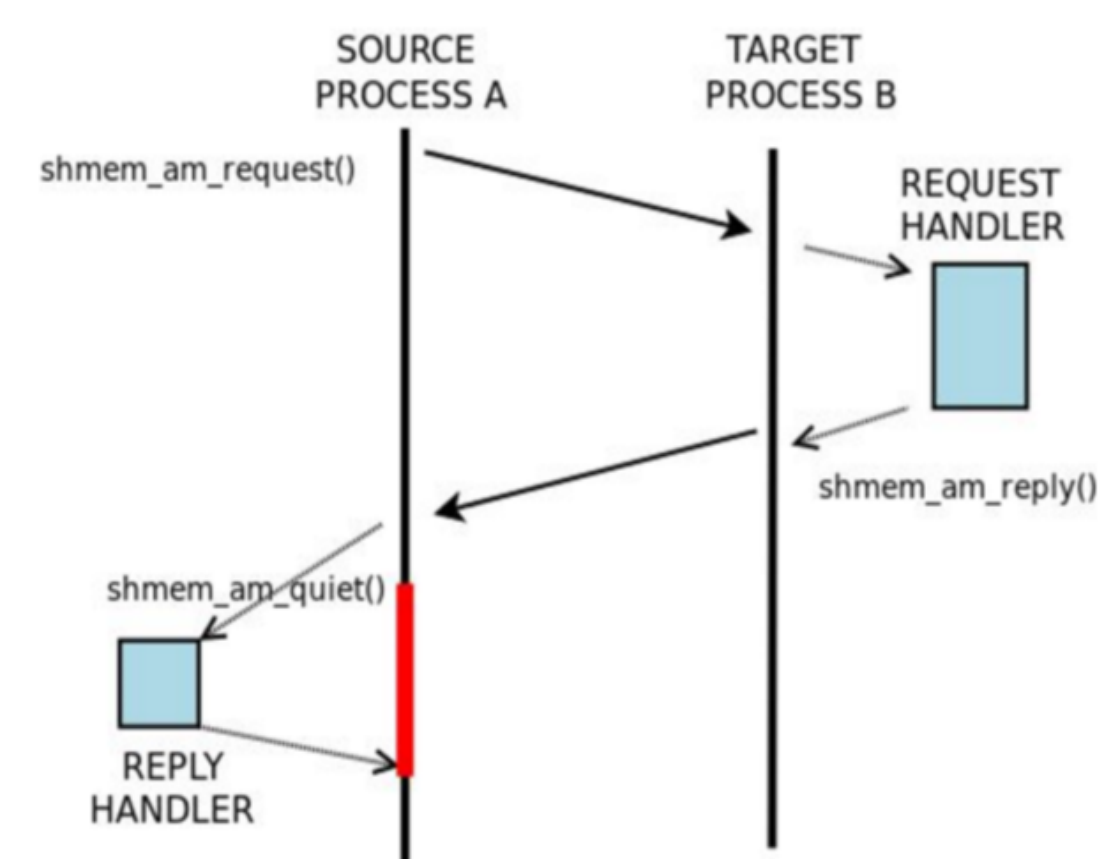 SOURCE
PROCESS A
TARGET
PROCESS B
shmem_am_request()
REQUEST
HANDLER
shmem_am_reply()
shmem_am_quiet()
REPLY
HANDLER